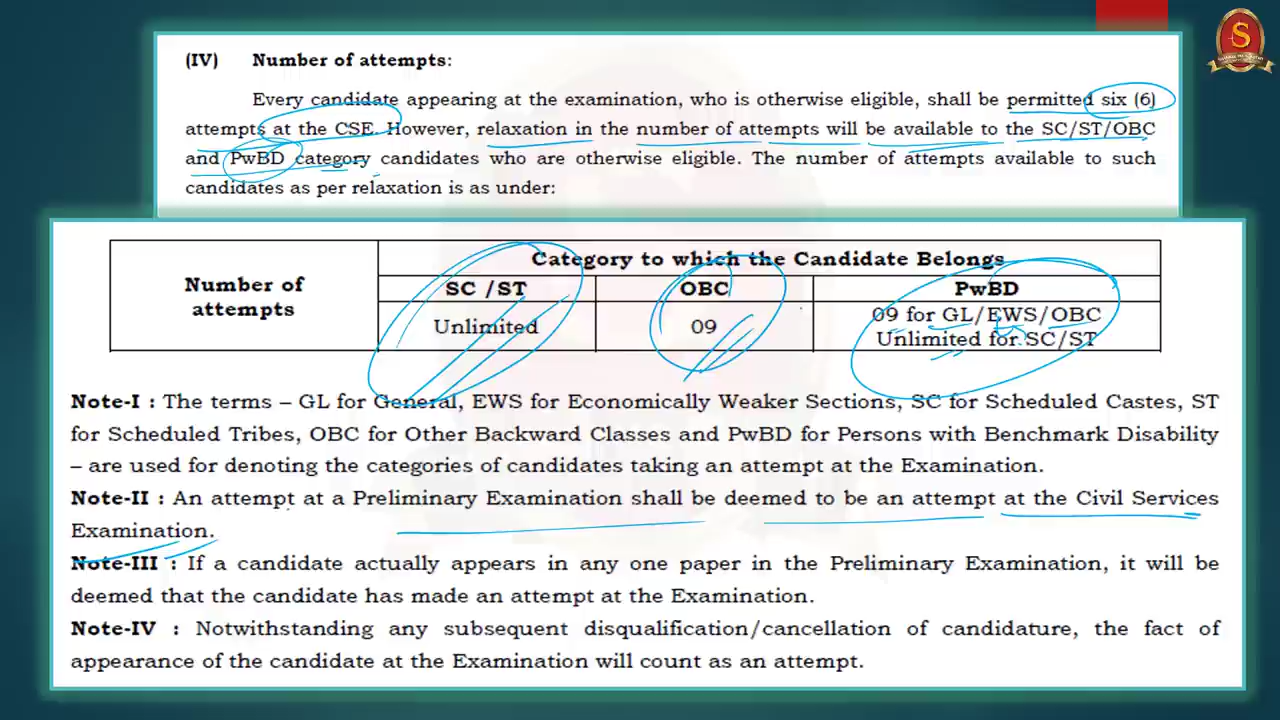 (IV) Number of attempts:
Every candidate appearing at the examination, who is otherwise eligible, shall be permitted six (6)
attempts at the CSE. However, relaxation in the number of attempts will be available to the SC/ST/OBC
and PwBD category candidates who are otherwise eligible. The number of attempts available to such
candidates as per relaxation is as under:
Number of
attempts
Category to which the Candidate Belongs
SC /ST
OBC
PwBD
Unlimited
09
09 for GL/EWS/OBC
Unlimited for SC/ST
Note-I : The terms – GL for General, EWS for Economically Weaker Sections, SC for Scheduled Castes, ST
for Scheduled Tribes, OBC for Other Backward Classes and PwBD for Persons with Benchmark Disability
– are used for denoting the categories of candidates taking an attempt at the Examination.
Note-II : An attempt at a Preliminary Examination shall be deemed to be an attempt at the Civil Services
Examination.
Note-III : If a candidate actually appears in any one paper in the Preliminary Examination, it will be
deemed that the candidate has made an attempt at the Examination.
Note-IV : Notwithstanding any subsequent disqualification/cancellation of candidature, the fact of
appearance of the candidate at the Examination will count as an attempt.
S